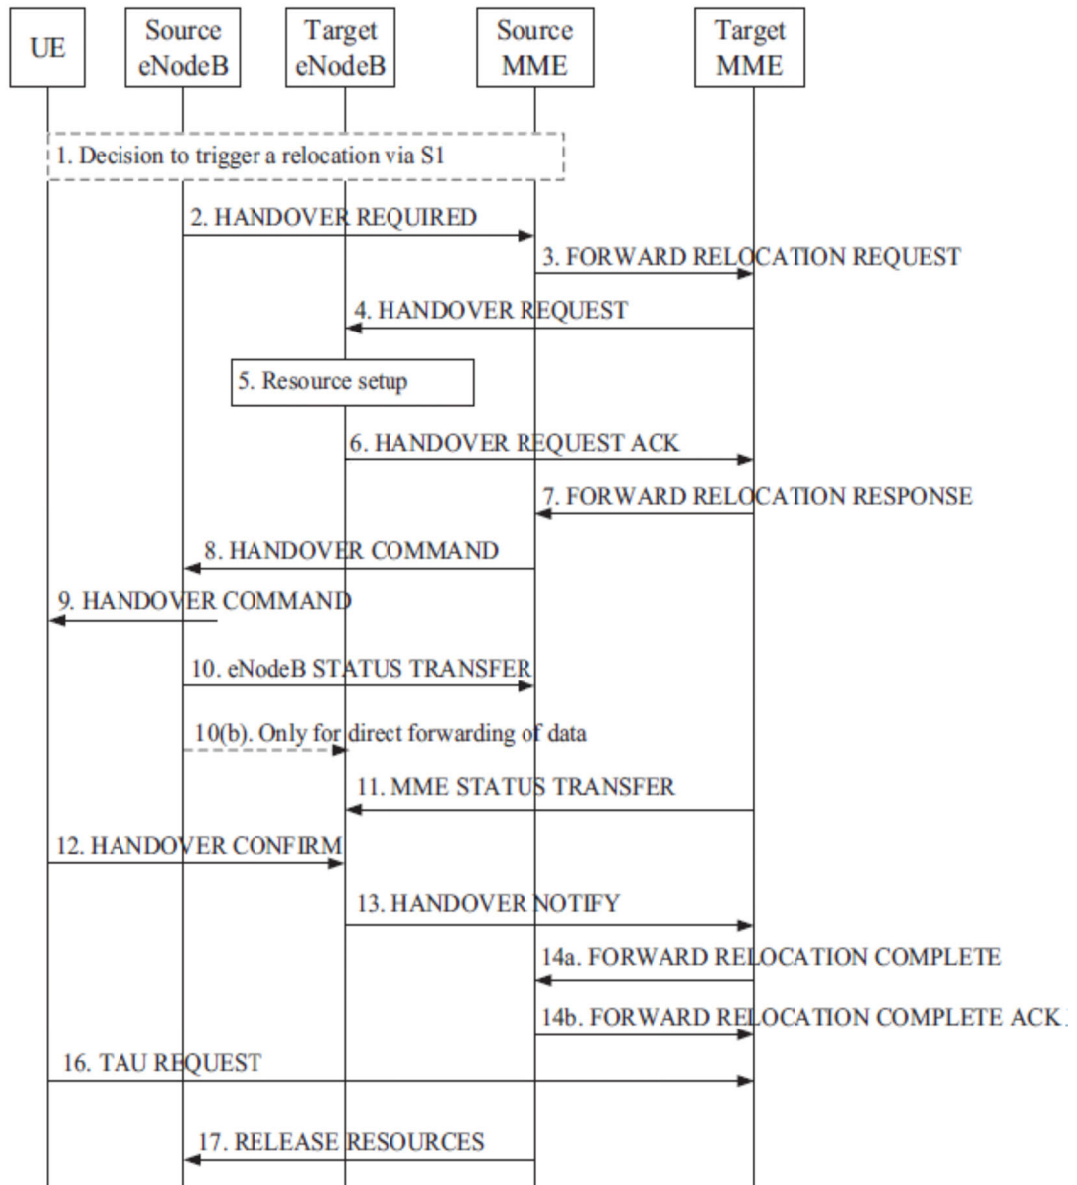 UE
Source
eNodeB
Target
eNodeB
Source
MME
Target
MME
1. Decision to trigger a relocation via S1
2. HANDOVER REQUIRED
3. FORWARD RELOCATION REQUEST
4. HANDOVER REQUEST
5. Resource setup
6. HANDOVER REQUEST ACK
7. FORWARD RELOCATION RESPONSE
8. HANDOVER COMMAND
9. HANDOVER COMMAND
10. eNodeB STATUS TRANSFER
10(b). Only for direct forwarding of data
11. MME STATUS TRANSFER
12. HANDOVER CONFIRM
13. HANDOVER NOTIFY
14a. FORWARD RELOCATION COMPLETE
14b. FORWARD RELOCATION COMPLETE ACK
16. TAU REQUEST
17. RELEASE RESOURCES